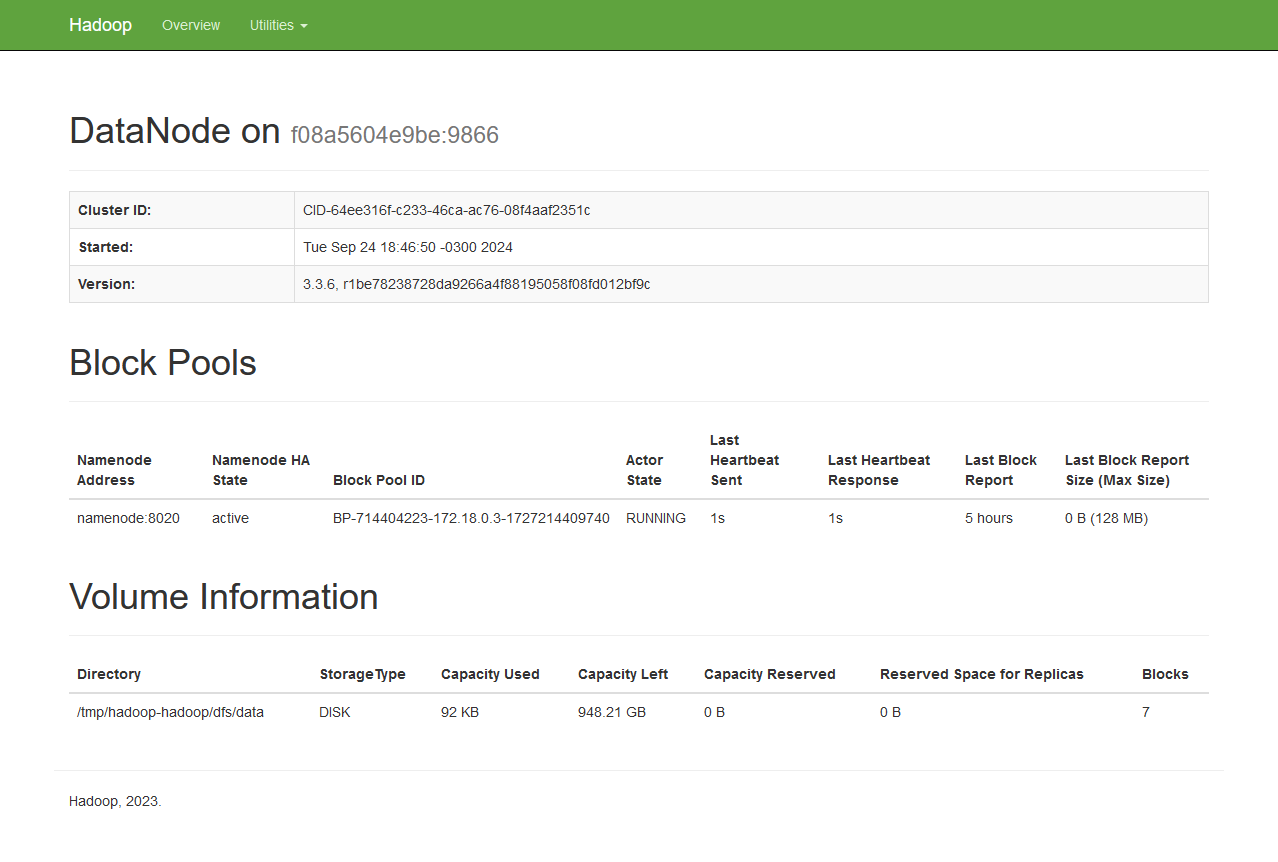 Hadoop Overview Utilities
DataNode on f08a5604e9be:9866
Cluster ID: CID-64ee316f-c233-46ca-ac76-08f4aaf2351c
Started: Tue Sep 24 18:46:50 -0300 2024
Version: 3.3.6, r1be78238728da9266a4f88195058f08fd012bf9c
Block Pools
Namenode Address Namenode HA State Block Pool ID Actor State Last Heartbeat Sent Last Heartbeat Response Last Block Report Last Block Report Size (Max Size)
namenode:8020 active BP-714404223-172.18.0.3-1727214409740 RUNNING 1s 1s 5 hours 0 B (128 MB)
Volume Information
Directory StorageType Capacity Used Capacity Left Capacity Reserved Reserved Space for Replicas Blocks
/tmp/hadoop-hadoop/dfs/data DISK 92 KB 948.21 GB 0 B 0 B 7
Hadoop, 2023.